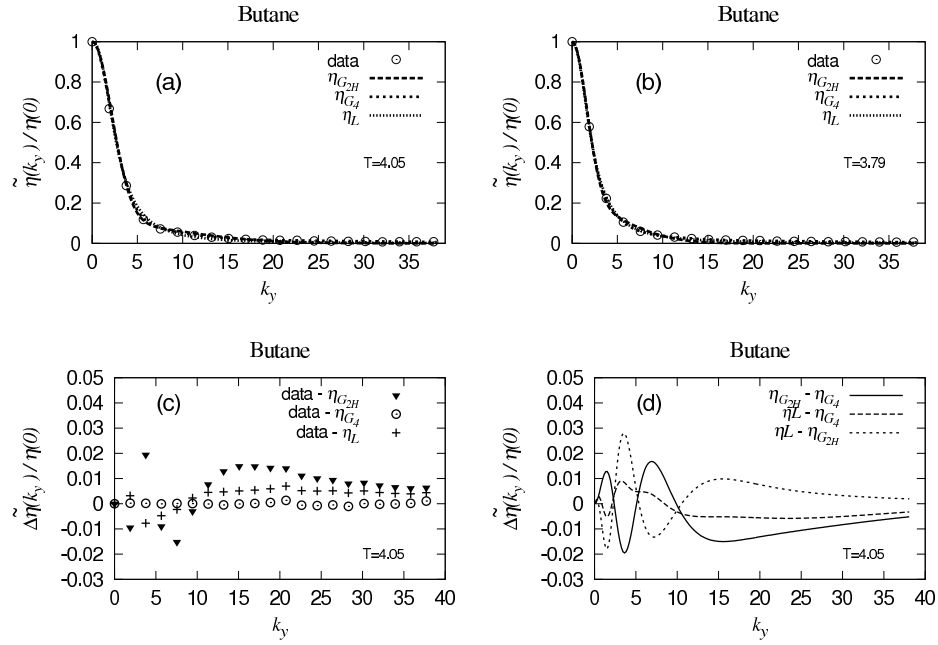 Butane
1
0.8
0.6
0.4
0.2
0
η̃(k_y) / η(0)
(a)
data
η_{G_{2H}}
η_{G_4}
η_L
T=4.05
0 5 10 15 20 25 30 35
k_y
Butane
1
0.8
0.6
0.4
0.2
0
η̃(k_y) / η(0)
(b)
data
η_{G_{2H}}
η_{G_4}
η_L
T=3.79
0 5 10 15 20 25 30 35
k_y
Butane
0.05
0.04
0.03
0.02
0.01
0
-0.01
-0.02
-0.03
Δη̃(k_y) / η(0)
(c)
data - η_{G_{2H}}
data - η_{G_4}
data - η_L
T=4.05
0 5 10 15 20 25 30 35 40
k_y
Butane
0.05
0.04
0.03
0.02
0.01
0
-0.01
-0.02
-0.03
Δη̃(k_y) / η(0)
(d)
η_{G_{2H}} - η_{G_4}
ηL - η_{G_4}
ηL - η_{G_{2H}}
T=4.05
0 5 10 15 20 25 30 35 40
k_y